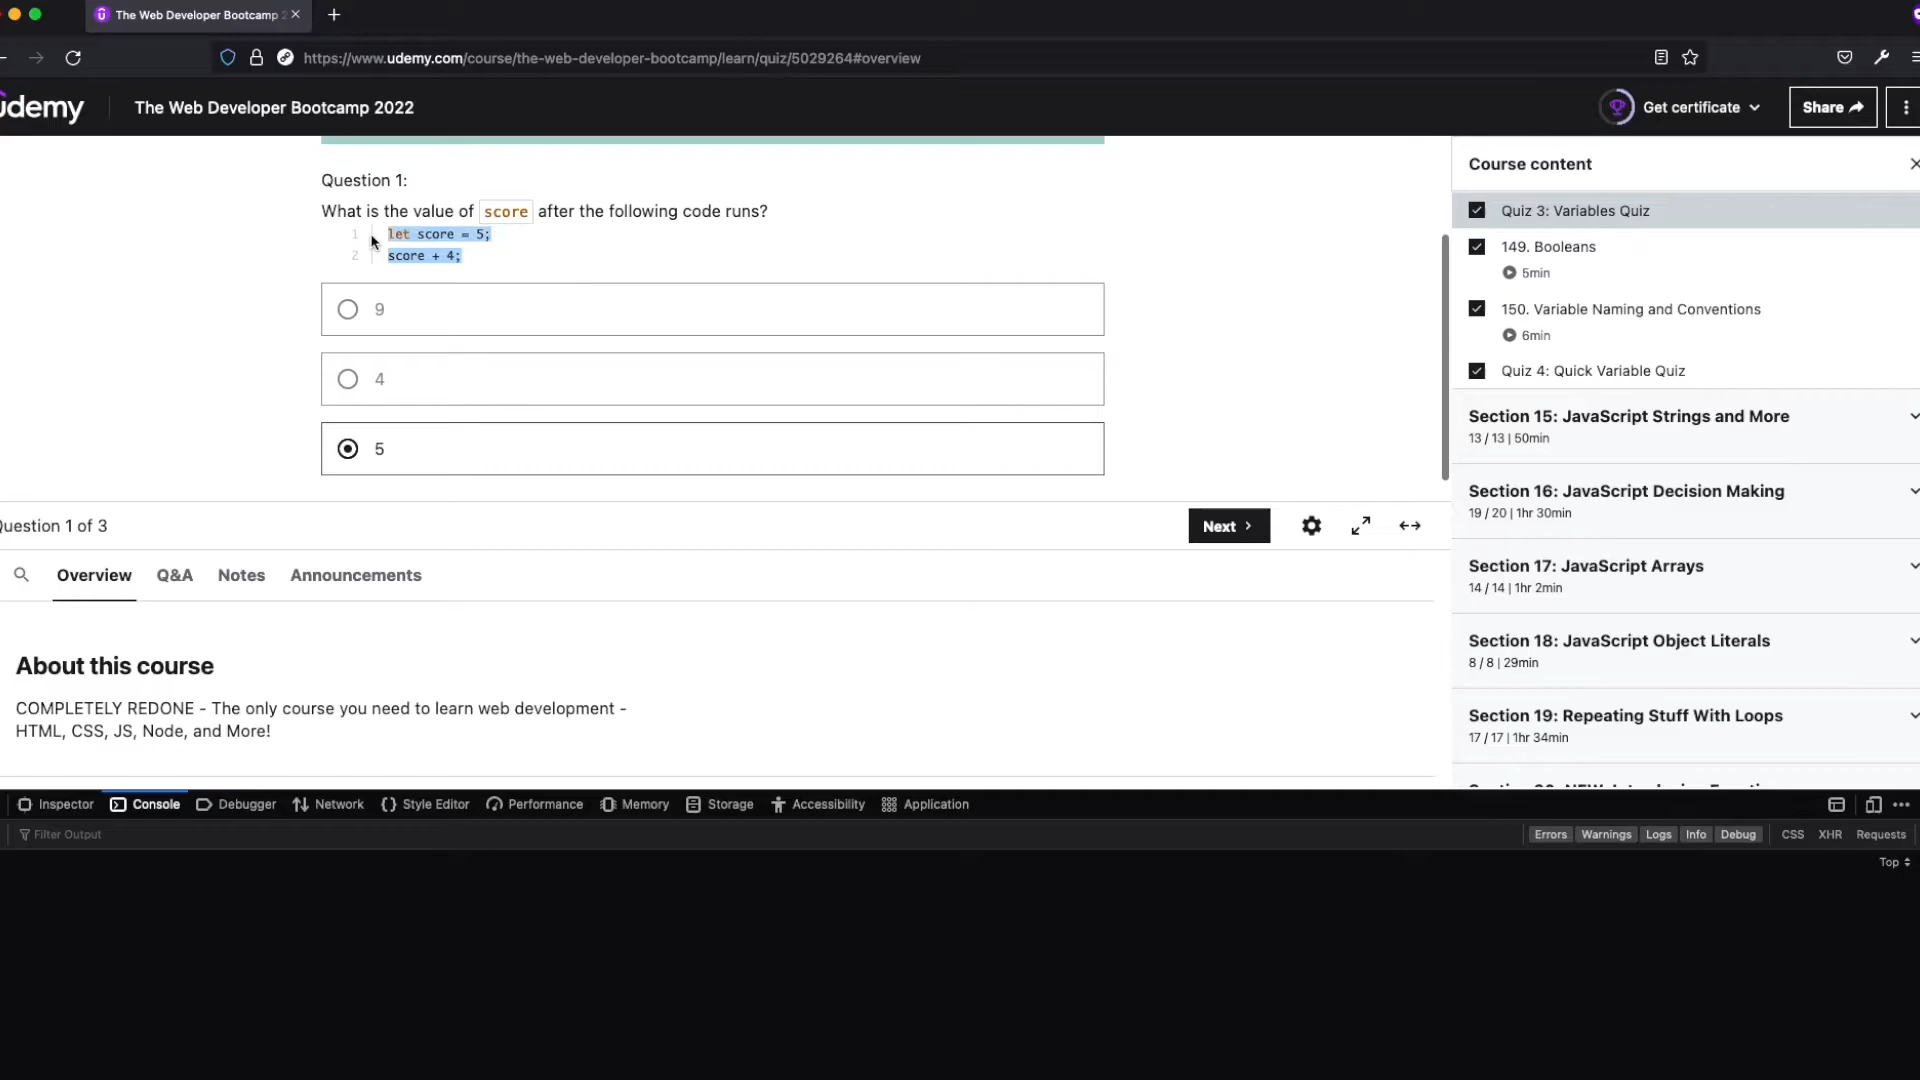 The Web Developer Bootcamp 2
https://www.udemy.com/course/the-web-developer-bootcamp/learn/quiz/5029264#overview
udemy
The Web Developer Bootcamp 2022
Get certificate
Share
Question 1:
What is the value of score after the following code runs?
1 let score = 5;
2 score + 4;
9
4
5
Question 1 of 3
Next
Overview Q&A Notes Announcements
About this course
COMPLETELY REDONE - The only course you need to learn web development -
HTML, CSS, JS, Node, and More!
Course content
Quiz 3: Variables Quiz
149. Booleans
5min
150. Variable Naming and Conventions
6min
Quiz 4: Quick Variable Quiz
Section 15: JavaScript Strings and More
13 / 13 | 50min
Section 16: JavaScript Decision Making
19 / 20 | 1hr 30min
Section 17: JavaScript Arrays
14 / 14 | 1hr 2min
Section 18: JavaScript Object Literals
8 / 8 | 29min
Section 19: Repeating Stuff With Loops
17 / 17 | 1hr 34min
Inspector Console Debugger Network Style Editor Performance Memory Storage Accessibility Application
Filter Output
Errors Warnings Logs Info Debug CSS XHR Requests
Top